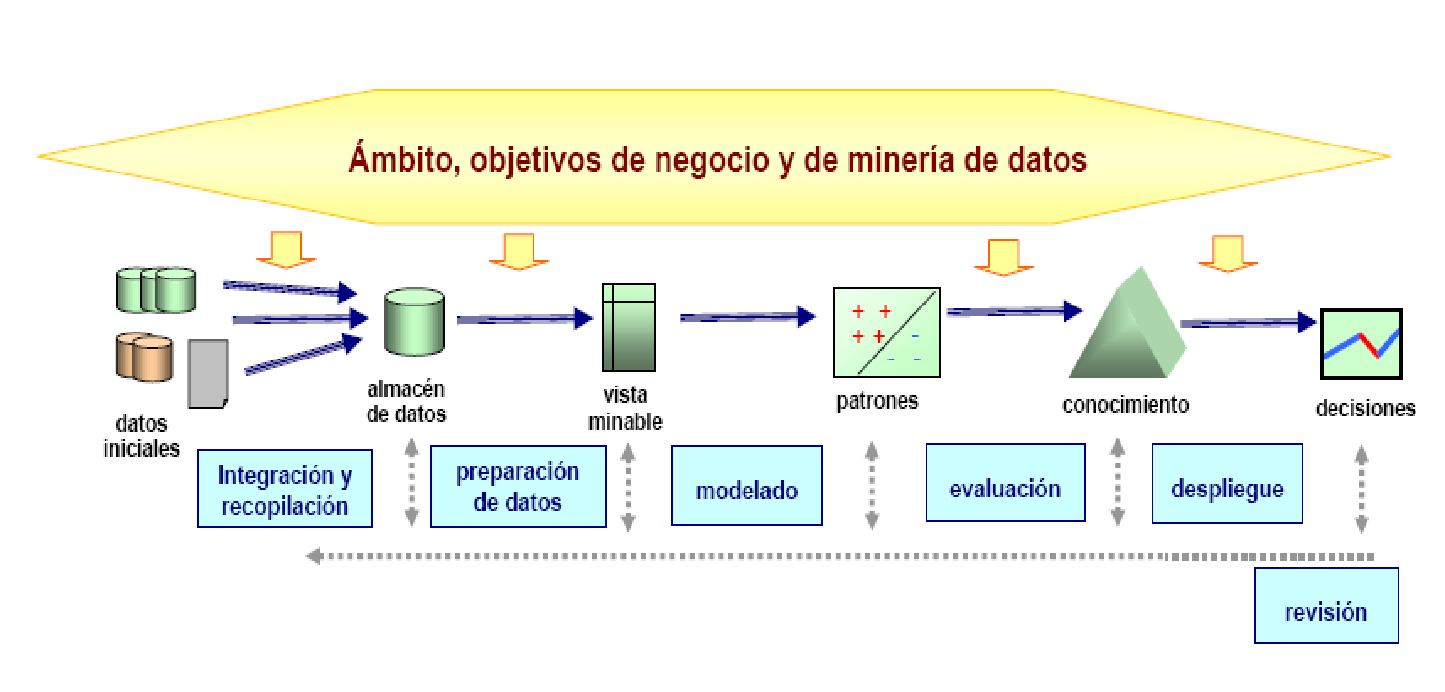 Ámbito, objetivos de negocio y de minería de datos
datos
iniciales
almacén
de datos
vista
minable
patrones
conocimiento
decisiones
Integración y
recopilación
preparación
de datos
modelado
evaluación
despliegue
revisión